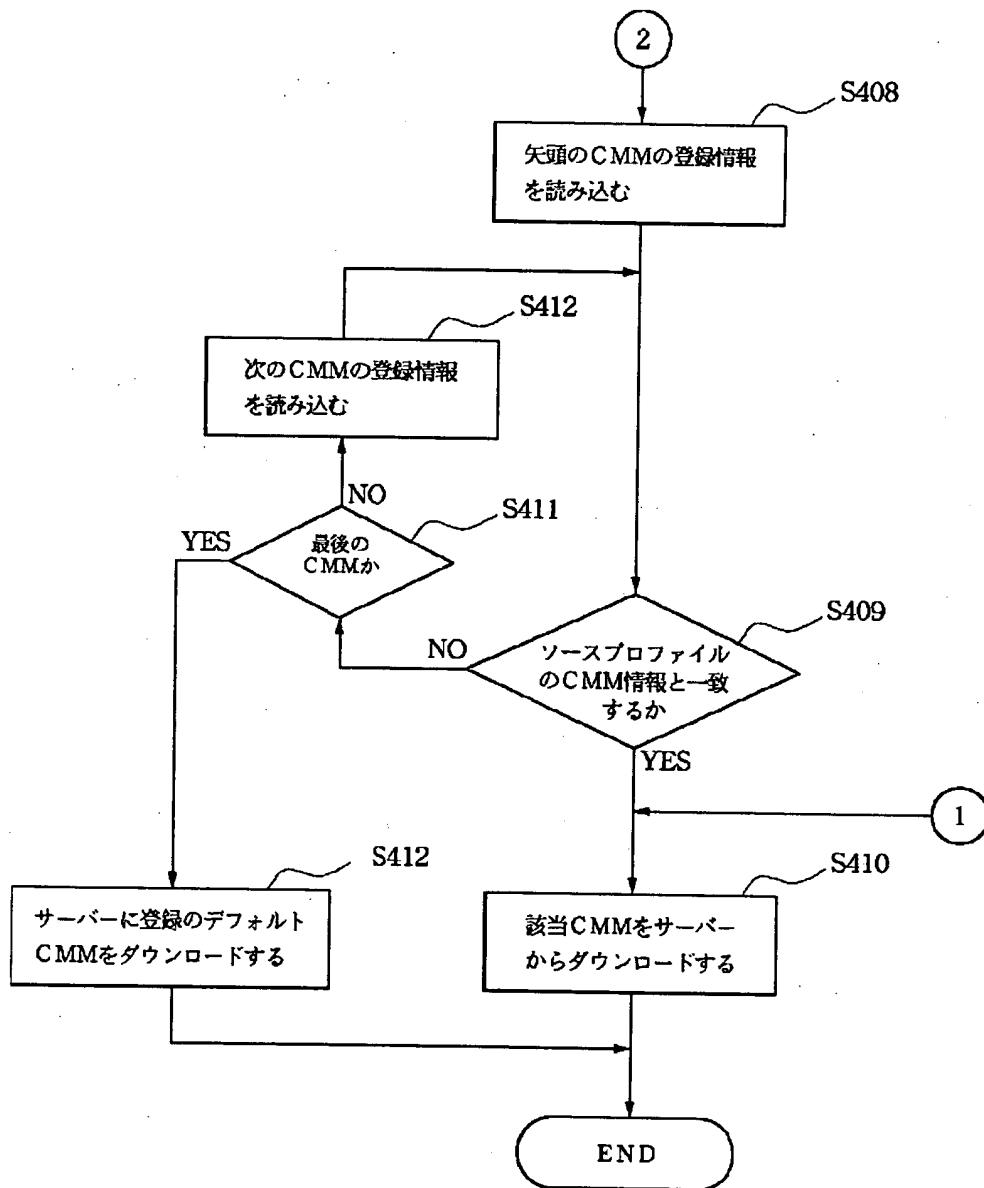 2
S408
矢頭のCMMの登録情報
を読み込む
S412
次のCMMの登録情報
を読み込む
NO
S411
YES
最後の
CMMか
S409
NO
ソースプロファイル
のCMM情報と一致
するか
YES
1
S412
S410
サーバーに登録のデフォルト
CMMをダウンロードする
該当CMMをサーバー
からダウンロードする
END